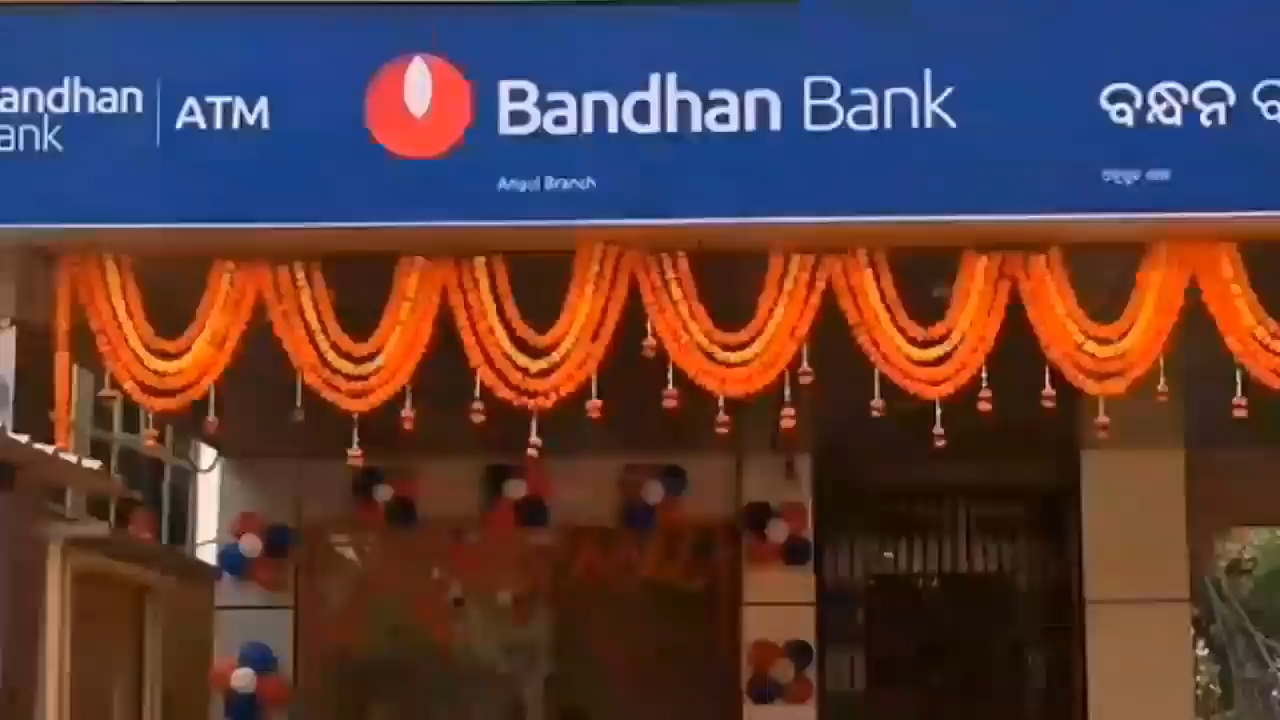 andhan
ank
ATM
Bandhan Bank
Angul Branch
ବନ୍ଧନ